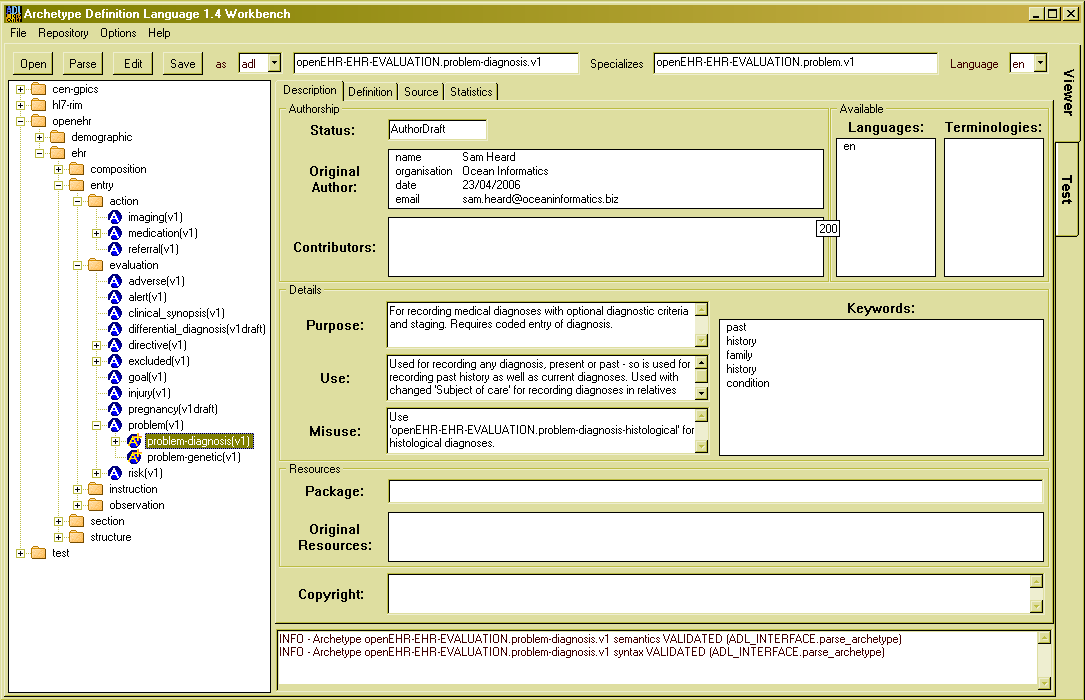 Archetype Definition Language 1.4 Workbench
File Repository Options Help
Open Parse Edit Save as adl openEHR-EHR-EVALUATION.problem-diagnosis.v1 Specializes openEHR-EHR-EVALUATION.problem.v1 Language en
cen-gpics
hl7-rim
openehr
demographic
ehr
composition
entry
action
imaging(v1)
medication(v1)
referral(v1)
evaluation
adverse(v1)
alert(v1)
clinical_synopsis(v1)
differential_diagnosis(v1draft)
directive(v1)
excluded(v1)
goal(v1)
injury(v1)
pregnancy(v1draft)
problem(v1)
problem-diagnosis(v1)
problem-genetic(v1)
risk(v1)
instruction
observation
section
structure
test
Description Definition Source Statistics
Authorship
Status: AuthorDraft
Original
Author:
name Sam Heard
organisation Ocean Informatics
date 23/04/2006
email sam.heard@oceaninformatics.biz
Contributors:
200
Available
Languages: Terminologies:
en
Details
Purpose:
For recording medical diagnoses with optional diagnostic criteria
and staging. Requires coded entry of diagnosis.
Use:
Used for recording any diagnosis, present or past - so is used for
recording past history as well as current diagnoses. Used with
changed 'Subject of care' for recording diagnoses in relatives
Misuse:
Use
'openEHR-EHR-EVALUATION.problem-diagnosis-histological' for
histological diagnoses.
Keywords:
past
history
family
history
condition
Resources
Package:
Original
Resources:
Copyright:
INFO - Archetype openEHR-EHR-EVALUATION.problem-diagnosis.v1 semantics VALIDATED (ADL_INTERFACE.parse_archetype)
INFO - Archetype openEHR-EHR-EVALUATION.problem-diagnosis.v1 syntax VALIDATED (ADL_INTERFACE.parse_archetype)
Viewer
Test